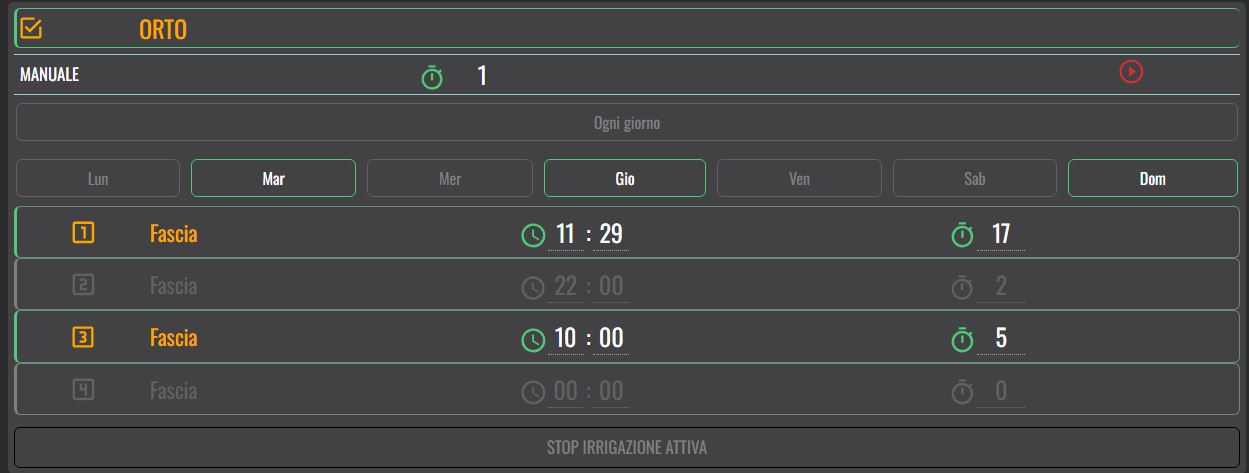 ORTO
MANUALE 1
Ogni giorno
Lun Mar Mer Gio Ven Sab Dom
1 Fascia 11 : 29 17
2 Fascia 22 : 00 2
3 Fascia 10 : 00 5
4 Fascia 00 : 00 0
STOP IRRIGAZIONE ATTIVA